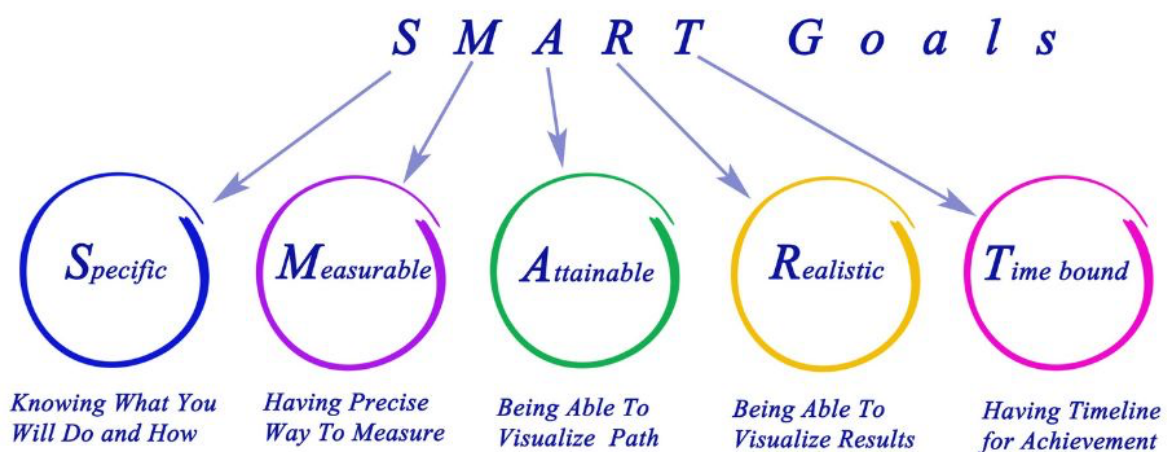 SMART Goals
Specific
Measurable
Attainable
Realistic
Time bound
Knowing What You
Will Do and How
Having Precise
Way To Measure
Being Able To
Visualize Path
Being Able To
Visualize Results
Having Timeline
for Achievement